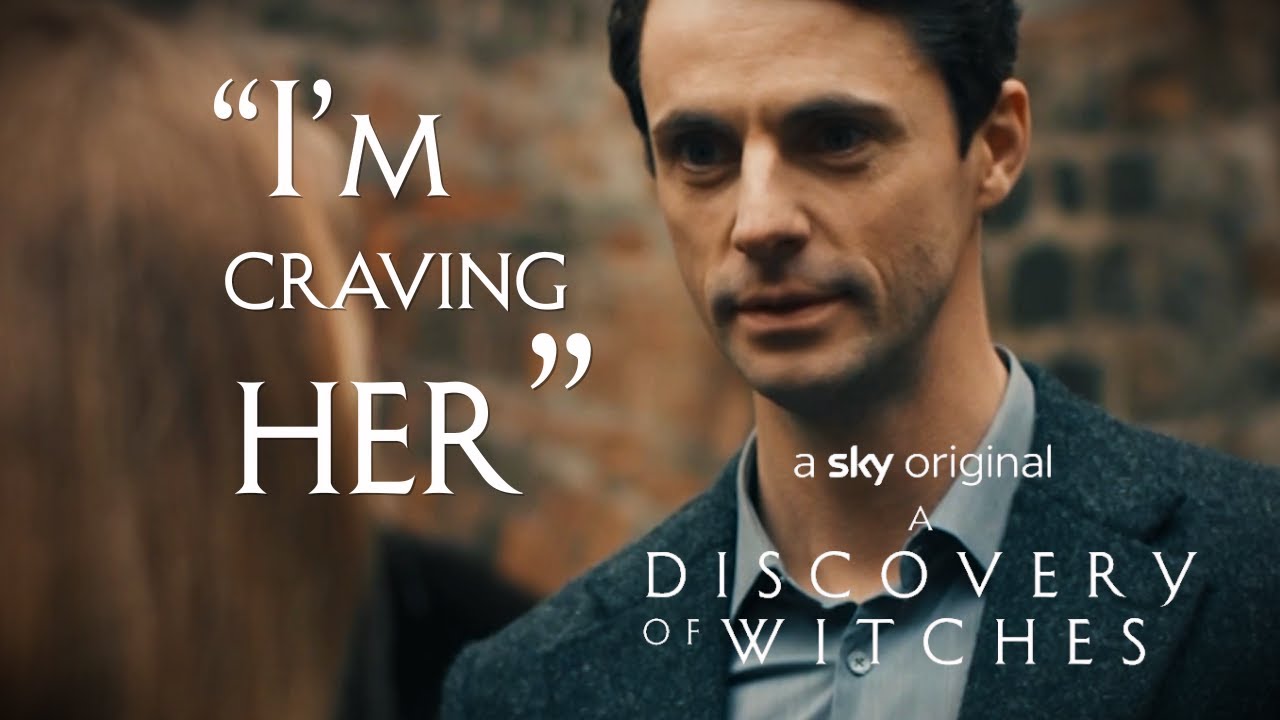 “I’m
CRAVING
HER”
a sky original
A
DISCOVERY
OF WITCHES